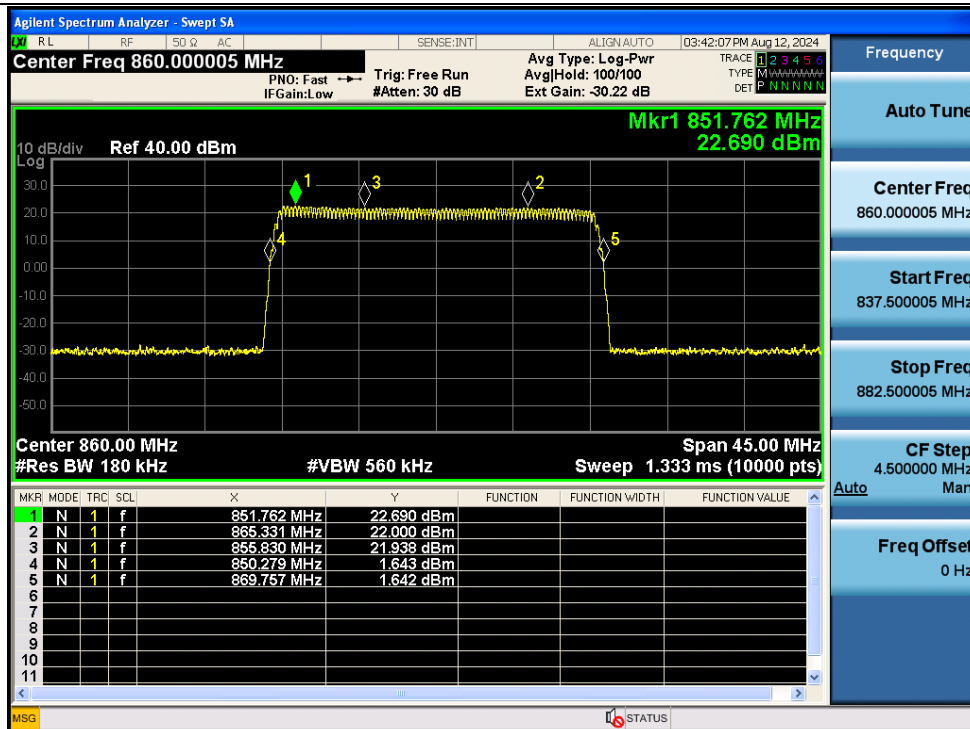 Agilent Spectrum Analyzer - Swept SA
LXI RL RF 50 Ω AC SENSE:INT ALIGN AUTO 03:42:07 PM Aug 12, 2024
Center Freq 860.000005 MHz
PNO: Fast
IFGain:Low
Trig: Free Run
#Atten: 30 dB
Avg Type: Log-Pwr
Avg|Hold: 100/100
Ext Gain: -30.22 dB
TRACE 1 2 3 4 5 6
TYPE M
DET P N N N N N
Mkr1 851.762 MHz
22.690 dBm
10 dB/div Ref 40.00 dBm
Log
30.0
20.0
10.0
0.00
-10.0
-20.0
-30.0
-40.0
-50.0
1
3
2
4
5
Center 860.00 MHz Span 45.00 MHz
#Res BW 180 kHz #VBW 560 kHz Sweep 1.333 ms (10000 pts)
MKR MODE TRC SCL X Y FUNCTION FUNCTION WIDTH FUNCTION VALUE
1 N 1 f 851.762 MHz 22.690 dBm
2 N 1 f 865.331 MHz 22.000 dBm
3 N 1 f 855.830 MHz 21.938 dBm
4 N 1 f 850.279 MHz 1.643 dBm
5 N 1 f 869.757 MHz 1.642 dBm
6
7
8
9
10
11
MSG STATUS
Frequency
Auto Tune
Center Freq
860.000005 MHz
Start Freq
837.500005 MHz
Stop Freq
882.500005 MHz
CF Step
4.500000 MHz
Auto Man
Freq Offset
0 Hz